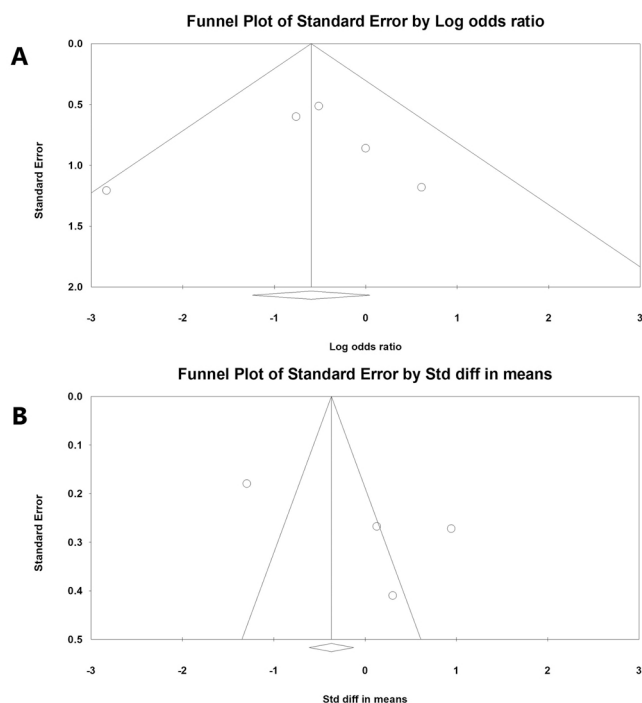 Funnel Plot of Standard Error by Log odds ratio
A
0.0
0.5
1.0
1.5
2.0
Standard Error
-3 -2 -1 0 1 2 3
Log odds ratio
Funnel Plot of Standard Error by Std diff in means
B
0.0
0.1
0.2
0.3
0.4
0.5
Standard Error
-3 -2 -1 0 1 2 3
Std diff in means